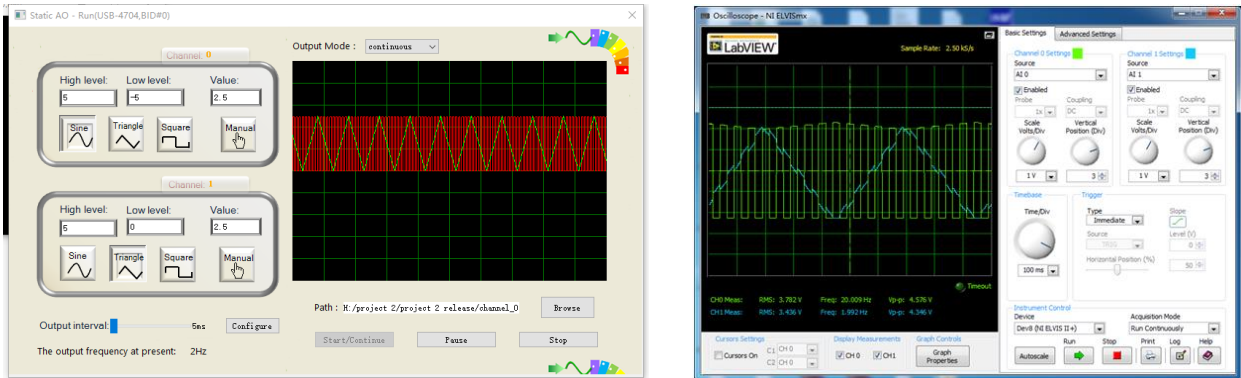 Static AO - Run(USB-4704,BID#0)
Channel: 0
High level: Low level: Value:
5 -5 2.5
Sine Triangle Square Manual
Channel: 1
High level: Low level: Value:
5 0 2.5
Sine Triangle Square Manual
Output interval: 5ms Configure
The output frequency at present: 2Hz
Output Mode : continuous
Path : H:/project 2/project 2 release/channel_0 Browse
Start/Continue Pause Stop
Oscilloscope - NI ELVISmx
LabVIEW
Sample Rate: 2.50 kS/s
Timeout
CH0 Meas: RMS: 3.782 V Freq: 20.009 Hz Vp-p: 4.576 V
CH1 Meas: RMS: 3.436 V Freq: 1.992 Hz Vp-p: 4.346 V
Cursors Settings
Cursors On
C1 CH 0
C2 CH 0
Display Measurements
CH 0 CH1
Graph Controls
Graph
Properties
Basic Settings Advanced Settings
Channel 0 Settings
Source
AI 0
Enabled
Probe Coupling
1x DC
Scale Vertical
Volts/Div Position (Div)
1 V 3
Channel 1 Settings
Source
AI 1
Enabled
Probe Coupling
1x DC
Scale Vertical
Volts/Div Position (Div)
1 V 3
Timebase
Time/Div
100 ms
Trigger
Type Slope
Immediate
Source Level (V)
TRIG 0
Horizontal Position (%)
50
Instrument Control
Device Acquisition Mode
Dev8 (NI ELVIS II+) Run Continuously
Run Stop Print Log Help
Autoscale